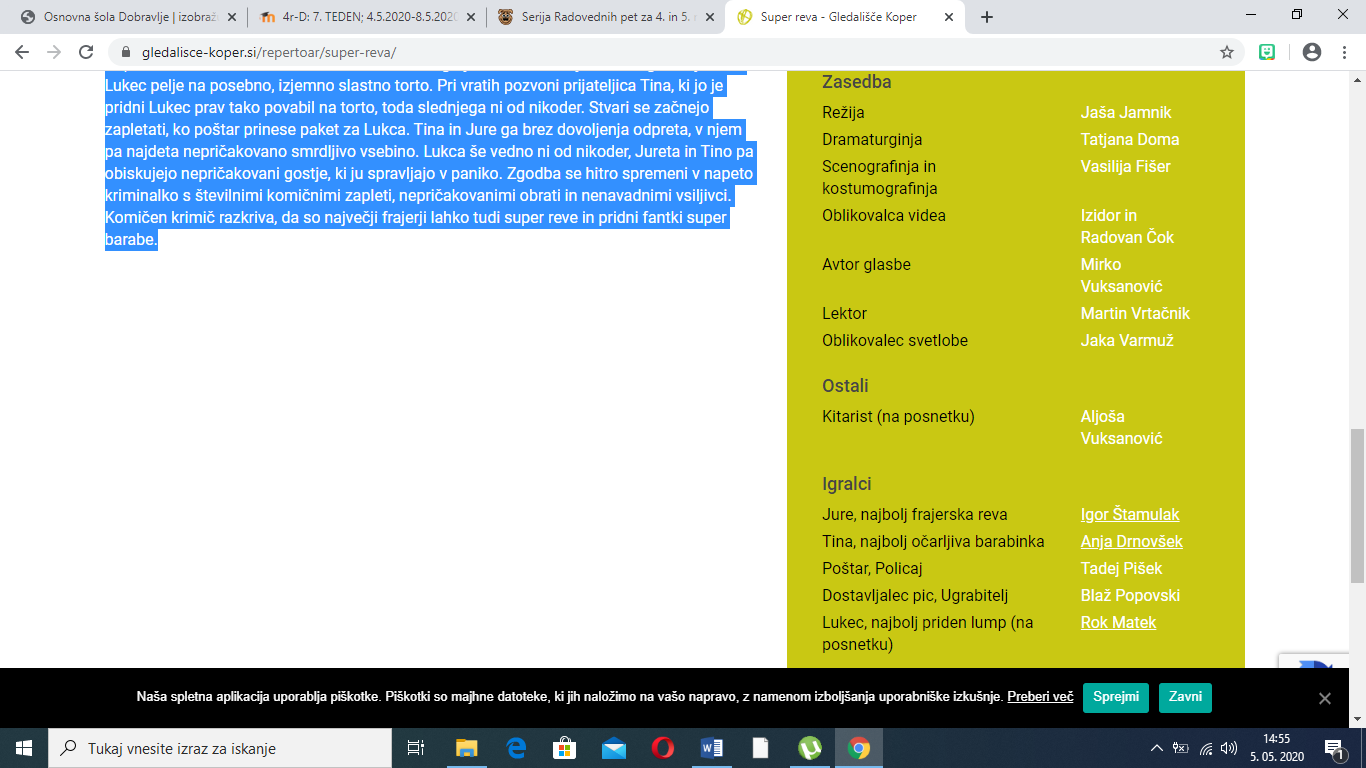 Osnovna šola Dobravlje | izobraž
4r-D: 7. TEDEN; 4.5.2020-8.5.2020
Serija Radovednih pet za 4. in 5.
Super reva - Gledališče Koper
gledalisce-koper.si/repertoar/super-reva/
Lukec pelje na posebno, izjemno slastno torto. Pri vratih pozvoni prijateljica Tina, ki jo je
pridni Lukec prav tako povabil na torto, toda slednjega ni od nikoder. Stvari se začnejo
zapletati, ko poštar prinese paket za Lukca. Tina in Jure ga brez dovoljenja odpreta, v njem
pa najdeta nepričakovano smrdljivo vsebino. Lukca še vedno ni od nikoder, Jureta in Tino pa
obiskujejo nepričakovani gostje, ki ju spravljajo v paniko. Zgodba se hitro spremeni v napeto
kriminalko s številnimi komičnimi zapleti, nepričakovanimi obrati in nenavadnimi vsiljivci.
Komičen krimič razkriva, da so največji frajerji lahko tudi super reve in pridni fantki super
barabe.
Zasedba
Režija Jaša Jamnik
Dramaturginja Tatjana Doma
Scenografinja in Vasilija Fišer
kostumografinja
Oblikovalca videa Izidor in
Radovan Čok
Avtor glasbe Mirko
Vuksanović
Lektor Martin Vrtačnik
Oblikovalec svetlobe Jaka Varmuž
Ostali
Kitarist (na posnetku) Aljoša
Vuksanović
Igralci
Jure, najbolj frajerska reva Igor Štamulak
Tina, najbolj očarljiva barabinka Anja Drnovšek
Poštar, Policaj Tadej Pišek
Dostavljalec pic, Ugrabitelj Blaž Popovski
Lukec, najbolj priden lump (na Rok Matek
posnetku)
Naša spletna aplikacija uporablja piškotke. Piškotki so majhne datoteke, ki jih naložimo na vašo napravo, z namenom izboljšanja uporabniške izkušnje. Preberi več Sprejmi Zavni
Tukaj vnesite izraz za iskanje
14:55
5. 05. 2020
1